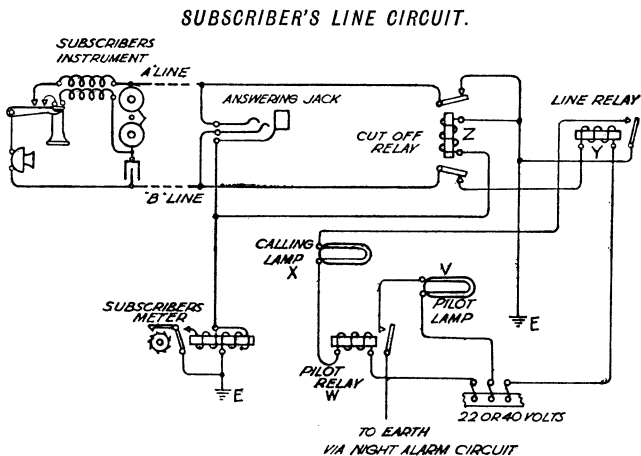 SUBSCRIBER'S LINE CIRCUIT.
SUBSCRIBERS
INSTRUMENT
"A" LINE
ANSWERING JACK
CUT OFF
RELAY
Z
LINE RELAY
Y
"B" LINE
CALLING
LAMP
X
V
PILOT
LAMP
SUBSCRIBERS
METER
E
E
PILOT
RELAY
W
22 OR 40 VOLTS
TO EARTH
VIA NIGHT ALARM CIRCUIT